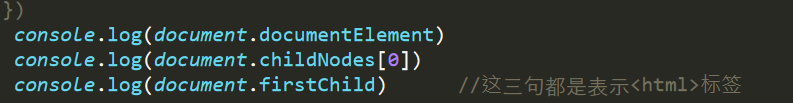 })
console.log(document.documentElement)
console.log(document.childNodes[0])
console.log(document.firstChild) //这三句都是表示<html>标签